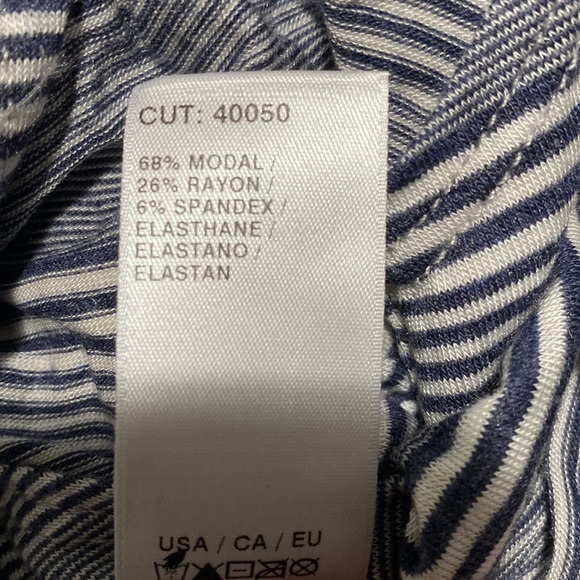 CUT: 40050
68% MODAL /
26% RAYON /
6% SPANDEX /
ELASTHANE /
ELASTANO /
ELASTAN
USA / CA / EU